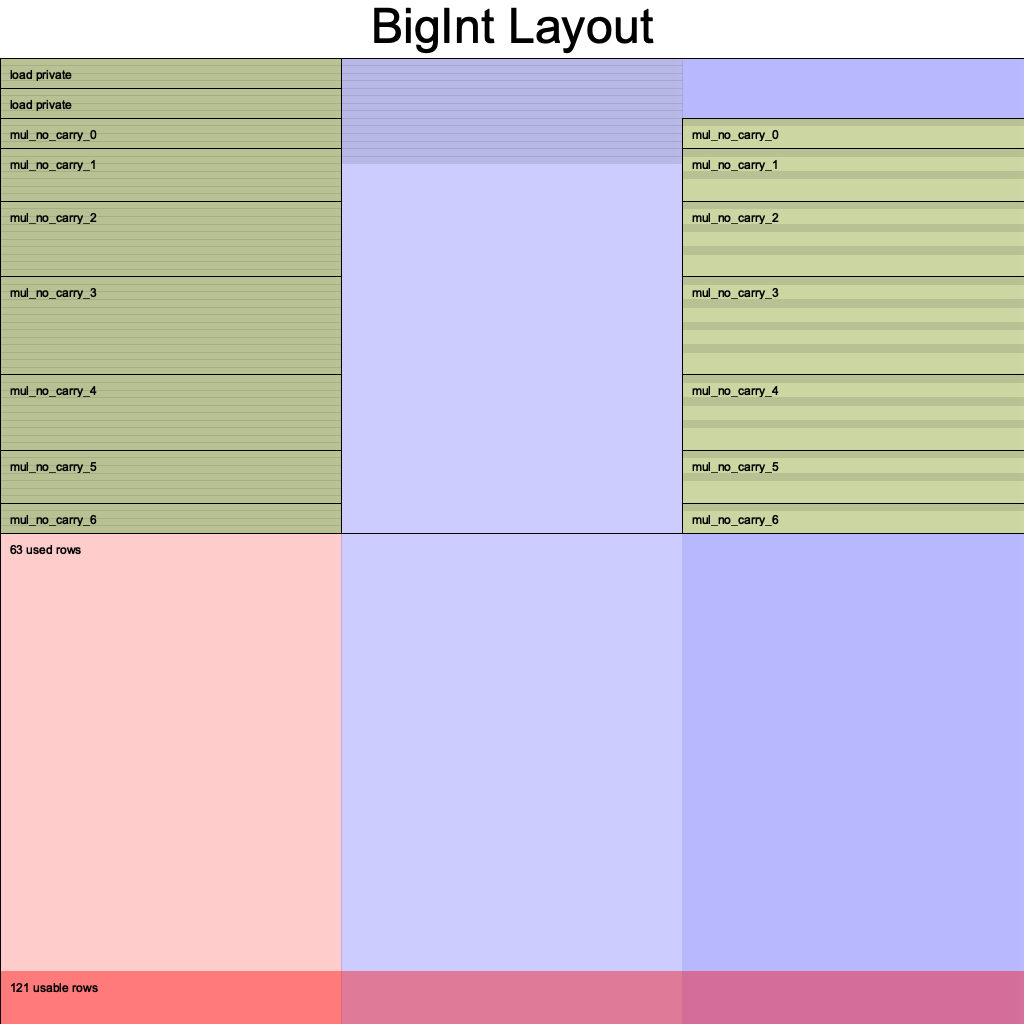 BigInt Layout
load private
load private
mul_no_carry_0
mul_no_carry_0
mul_no_carry_1
mul_no_carry_1
mul_no_carry_2
mul_no_carry_2
mul_no_carry_3
mul_no_carry_3
mul_no_carry_4
mul_no_carry_4
mul_no_carry_5
mul_no_carry_5
mul_no_carry_6
mul_no_carry_6
63 used rows
121 usable rows